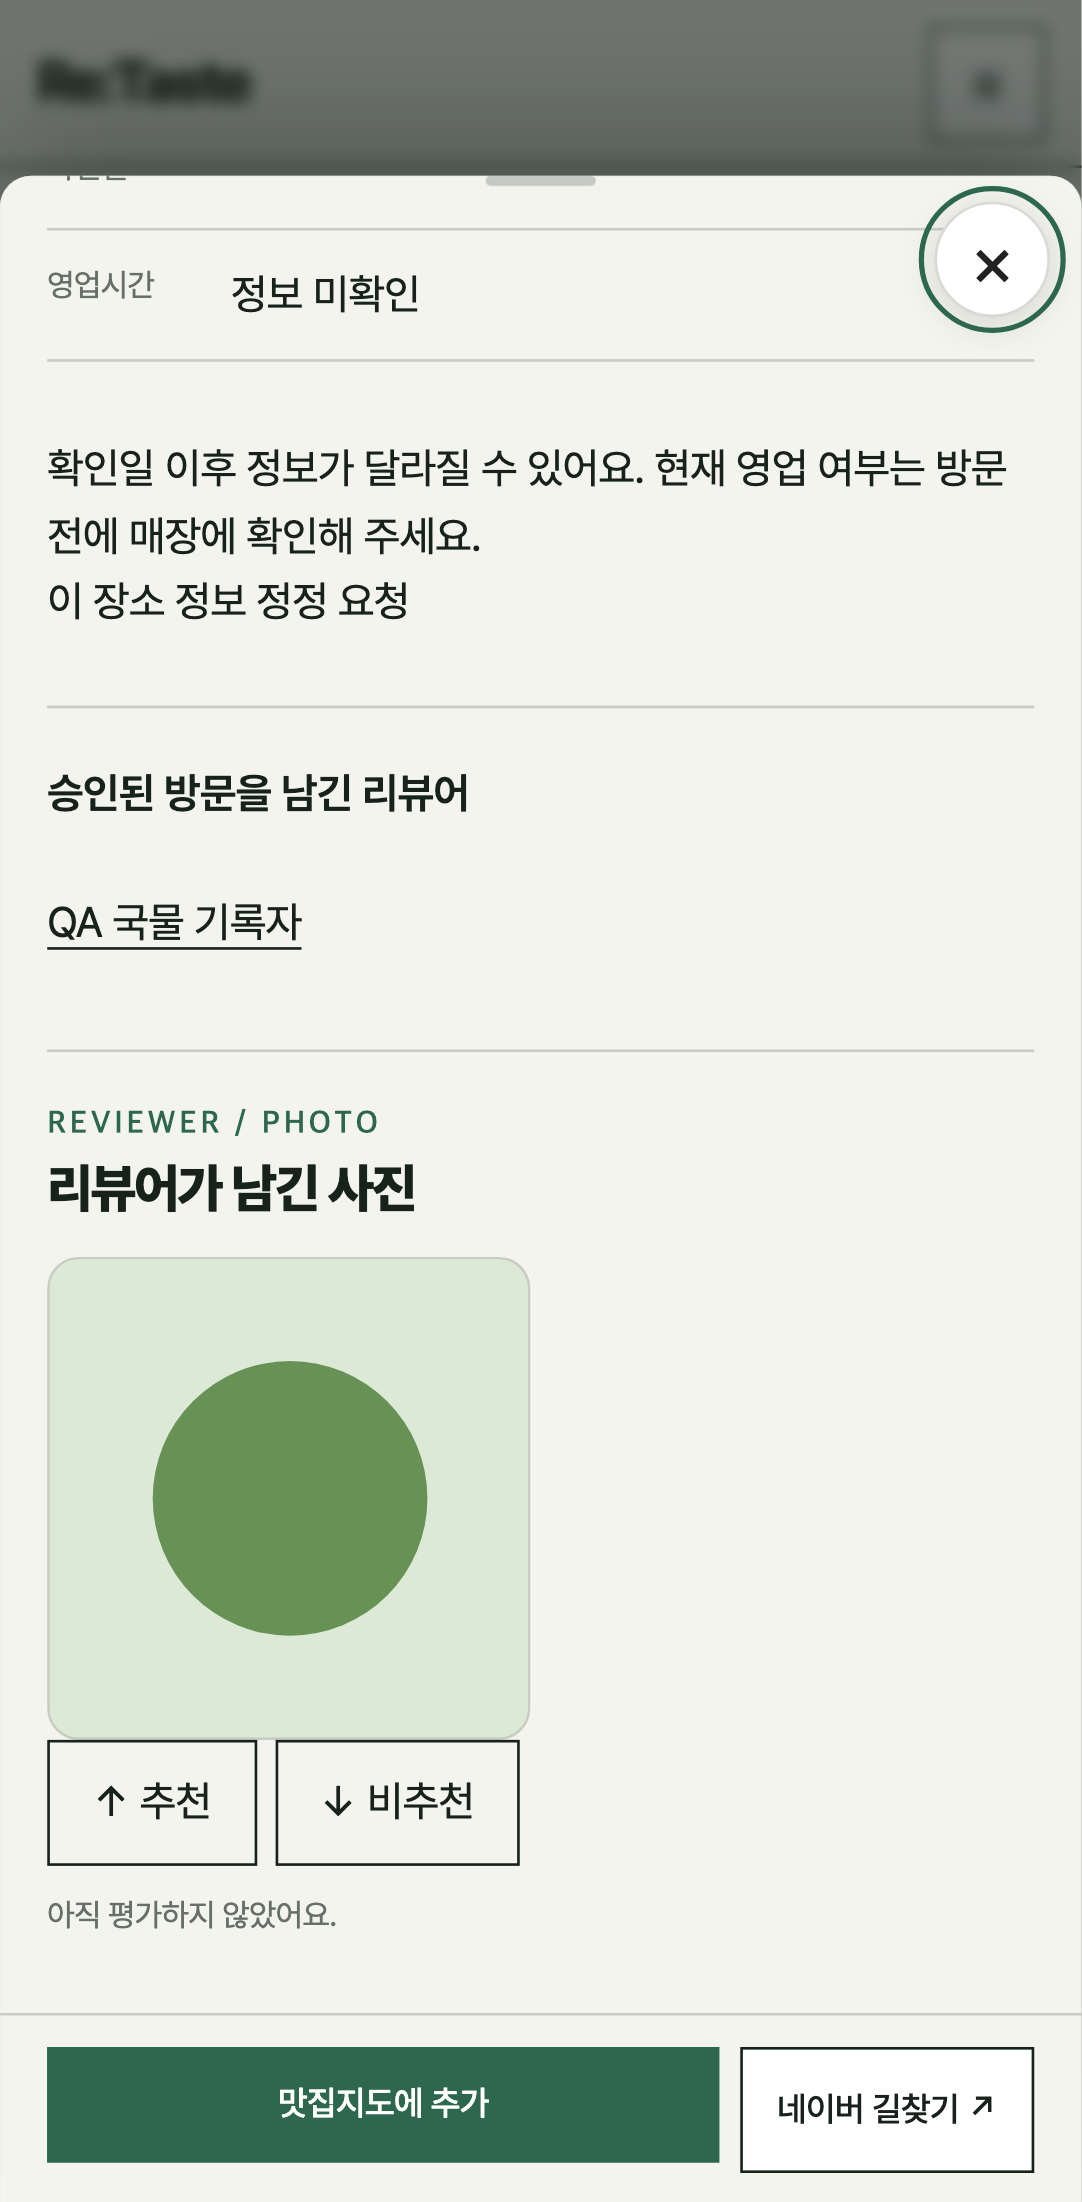 Re:Taste
영업시간
정보 미확인
확인일 이후 정보가 달라질 수 있어요. 현재 영업 여부는 방문
전에 매장에 확인해 주세요.
이 장소 정보 정정 요청
승인된 방문을 남긴 리뷰어
QA 국물 기록자
REVIEWER / PHOTO
리뷰어가 남긴 사진
↑ 추천
↓ 비추천
아직 평가하지 않았어요.
맛집지도에 추가
네이버 길찾기 ↗